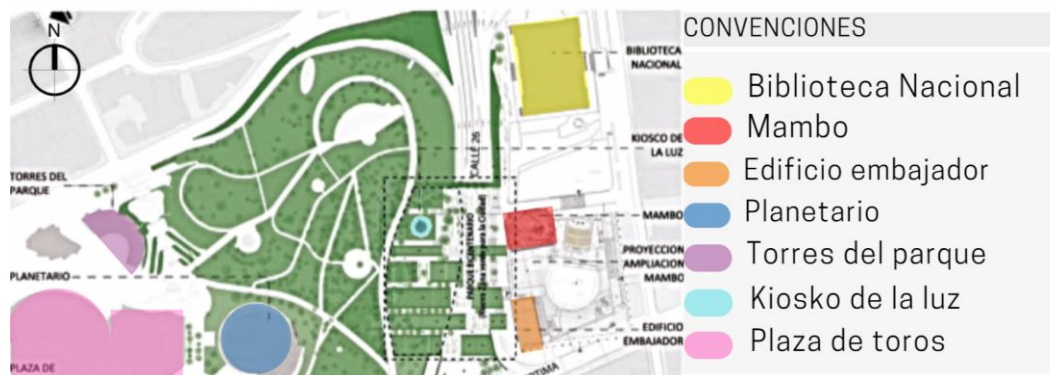 N
BIBLIOTECA
NACIONAL
KIOSCO DE
LA LUZ
CALLE 26
TORRES DEL
PARQUE
MAMBO
PARQUE BICENTENARIO
PLANETARIO
PROYECCION
AMPLIACION
MAMBO
EDIFICIO
EMBAJADOR
PLAZA DE
CONVENCIONES
Biblioteca Nacional
Mambo
Edificio embajador
Planetario
Torres del parque
Kiosko de la luz
Plaza de toros